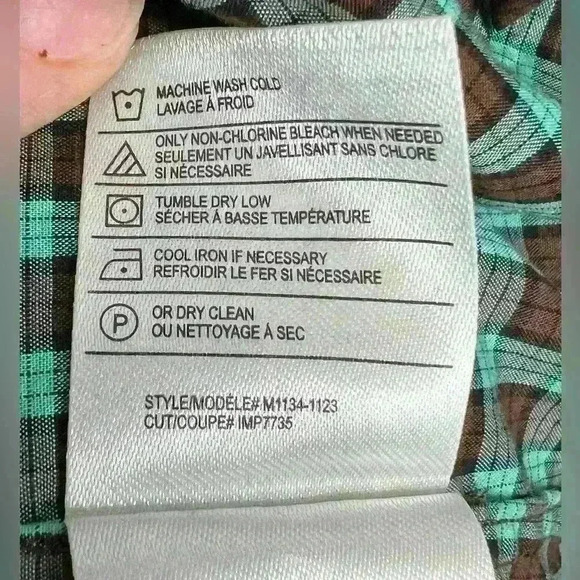 MACHINE WASH COLD
LAVAGE À FROID
ONLY NON-CHLORINE BLEACH WHEN NEEDED
SEULEMENT UN JAVELLISANT SANS CHLORE
SI NÉCESSAIRE
TUMBLE DRY LOW
SÉCHER À BASSE TEMPÉRATURE
COOL IRON IF NECESSARY
REFROIDIR LE FER SI NÉCESSAIRE
P
OR DRY CLEAN
OU NETTOYAGE À SEC
STYLE/MODÈLE# M1134-1123
CUT/COUPE# IMP7735